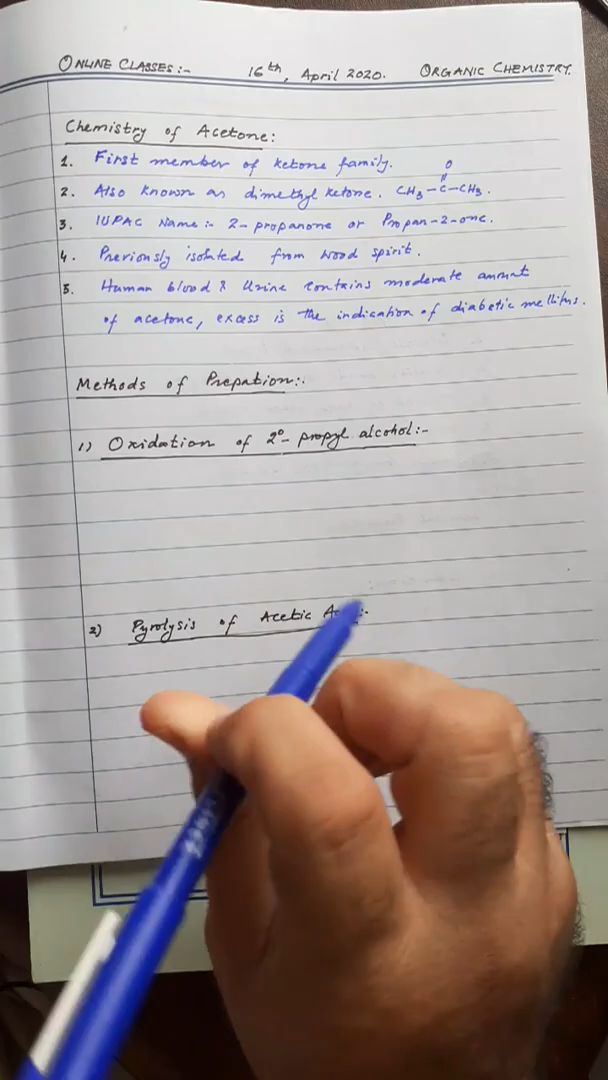 ONLINE CLASSES:- 16th, April 2020. ORGANIC CHEMISTRY.
Chemistry of Acetone:
1. First member of ketone family.
2. Also known as dimethyl ketone. CH3-C-CH3.
O
3. IUPAC Name:- 2-propanone or Propan-2-one.
4. Previously isolated from wood spirit.
5. Human blood & Urine contains moderate amount
of acetone, excess is the indication of diabetic mellitus.
Methods of Prepation:.
1) Oxidation of 2°- propyl alcohol:-
2) Pyrolysis of Acetic